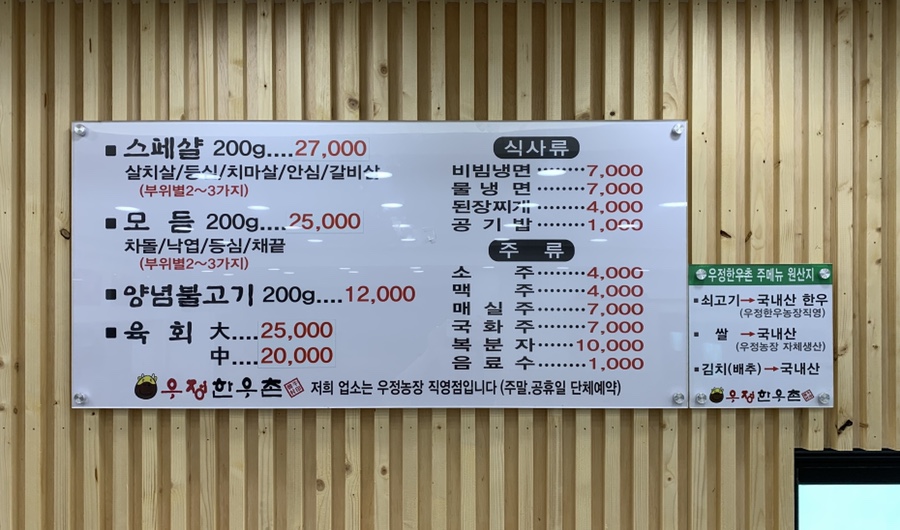 ■ 스페샬 200g....27,000
살치살/등심/치마살/안심/갈비살
(부위별2~3가지)
■ 모 듬 200g....25,000
차돌/낙엽/등심/채끝
(부위별2~3가지)
■ 양념불고기 200g....12,000
■ 육 회 大....25,000
中....20,000
식사류
비빔냉면········7,000
물 냉 면········7,000
된장찌개········4,000
공 기 밥········1,000
주 류
소 주········4,000
맥 주········4,000
매 실 주········7,000
국 화 주········7,000
복 분 자······10,000
음 료 수········1,000
우정한우촌 저희 업소는 우정농장 직영점입니다 (주말,공휴일 단체예약)
우정한우촌 주메뉴 원산지
▪쇠고기→국내산 한우
(우정한우농장직영)
▪ 쌀 →국내산
(우정농장 자체생산)
▪김치(배추)→국내산
우정한우촌